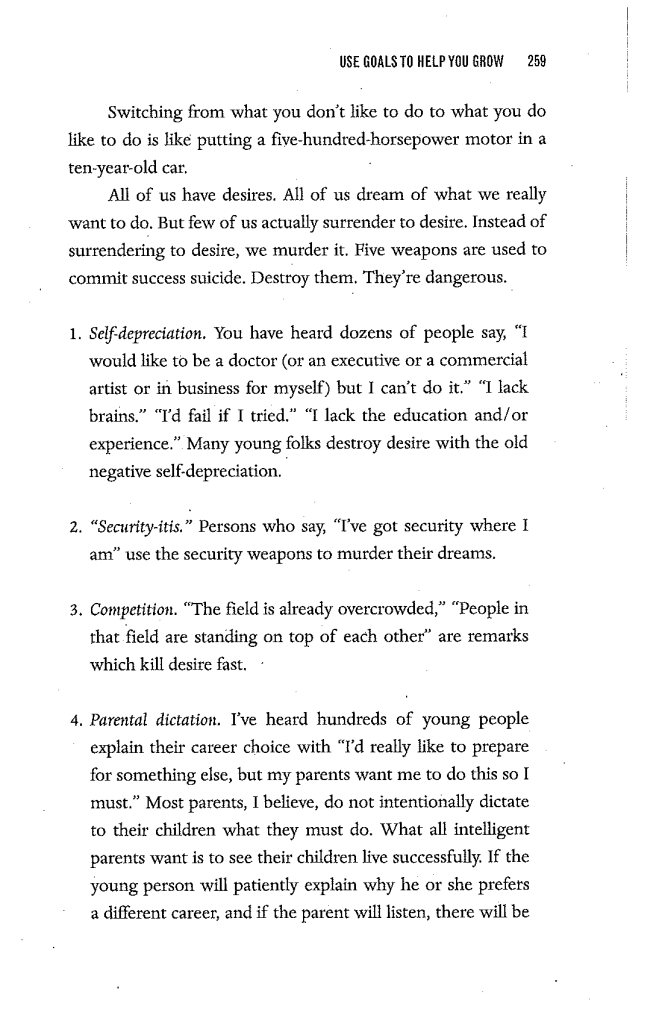 USE GOALS TO HELP YOU GROW 259
Switching from what you don't like to do to what you do
like to do is like putting a five-hundred-horsepower motor in a
ten-year-old car.
All of us have desires. All of us dream of what we really
want to do. But few of us actually surrender to desire. Instead of
surrendering to desire, we murder it. Five weapons are used to
commit success suicide. Destroy them. They're dangerous.
1. Self-depreciation. You have heard dozens of people say, "I
would like to be a doctor (or an executive or a commercial
artist or in business for myself) but I can't do it." "I lack
brains." "I'd fail if I tried." "I lack the education and/or
experience." Many young folks destroy desire with the old
negative self-depreciation.
2. "Security-itis." Persons who say, "I've got security where I
am" use the security weapons to murder their dreams.
3. Competition. "The field is already overcrowded," "People in
that field are standing on top of each other" are remarks
which kill desire fast.
4. Parental dictation. I've heard hundreds of young people
explain their career choice with "I'd really like to prepare
for something else, but my parents want me to do this so I
must." Most parents, I believe, do not intentionally dictate
to their children what they must do. What all intelligent
parents want is to see their children live successfully. If the
young person will patiently explain why he or she prefers
a different career, and if the parent will listen, there will be